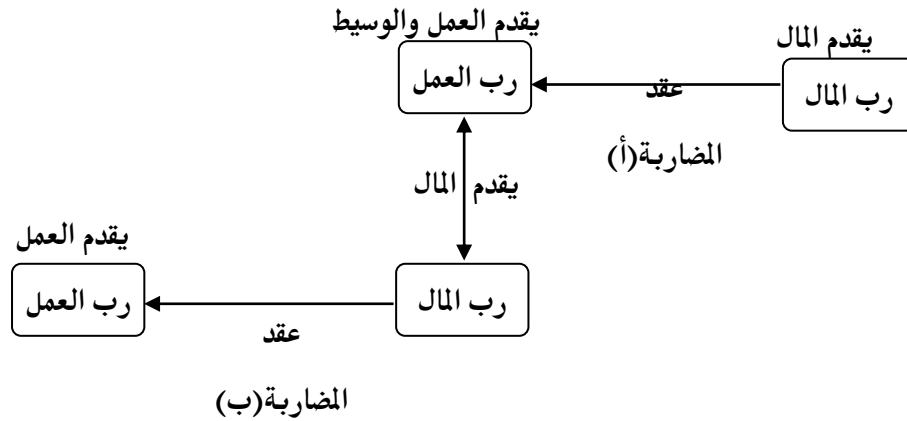 يقدم العمل والوسيط
يقدم المال
رب العمل
عقد
رب المال
المضاربة(أ)
يقدم المال
يقدم العمل
رب العمل
رب المال
عقد
المضاربة(ب)